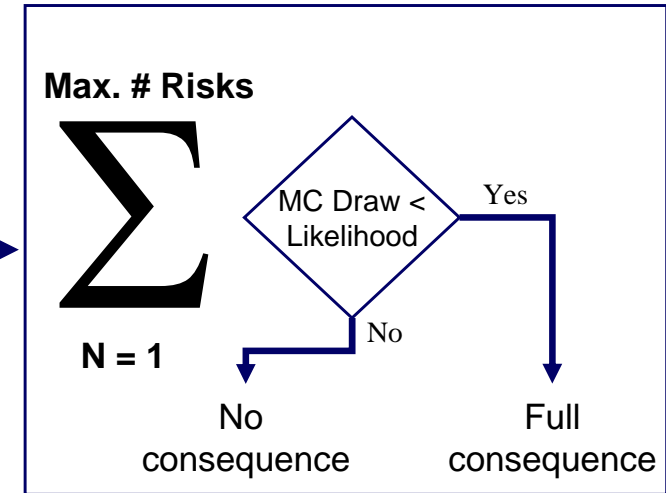 Max. # Risks
Σ
N = 1
MC Draw <
Likelihood
Yes
No
No
consequence
Full
consequence